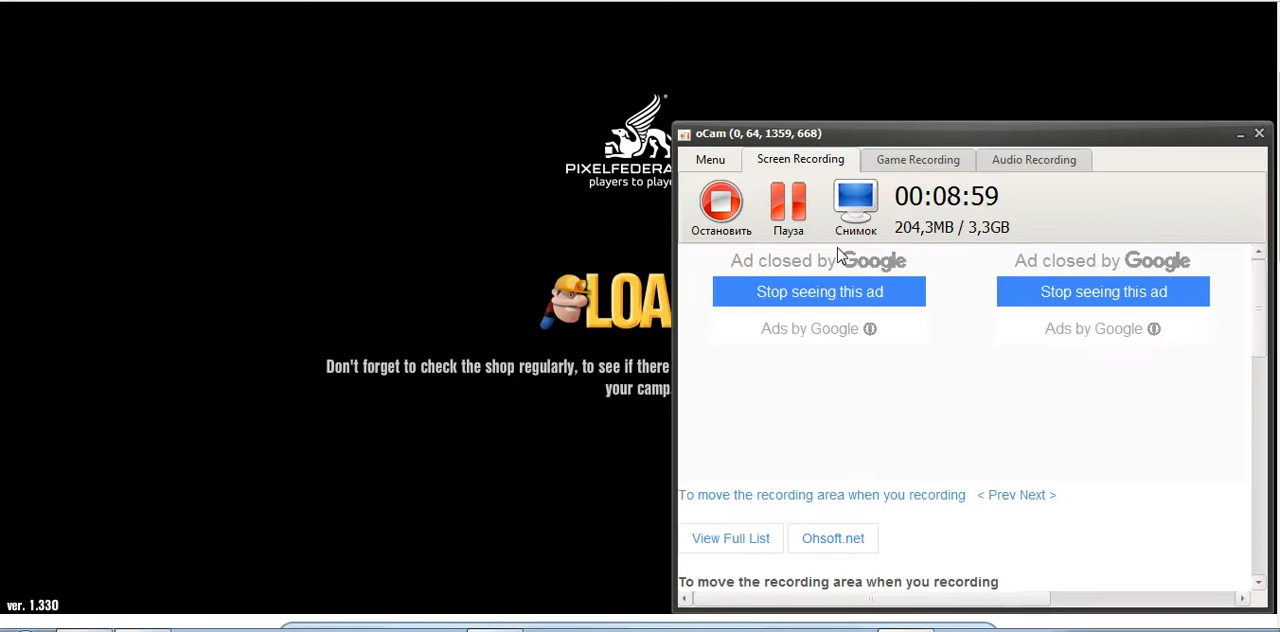 PIXELFEDERA
players to playe
LOA
Don't forget to check the shop regularly, to see if there
your camp
ver. 1.330
oCam (0, 64, 1359, 668)
Menu
Screen Recording
Game Recording
Audio Recording
Остановить
Пауза
Снимок
00:08:59
204,3MB / 3,3GB
Ad closed by Google
Stop seeing this ad
Ads by Google
Ad closed by Google
Stop seeing this ad
Ads by Google
To move the recording area when you recording < Prev Next >
View Full List
Ohsoft.net
To move the recording area when you recording